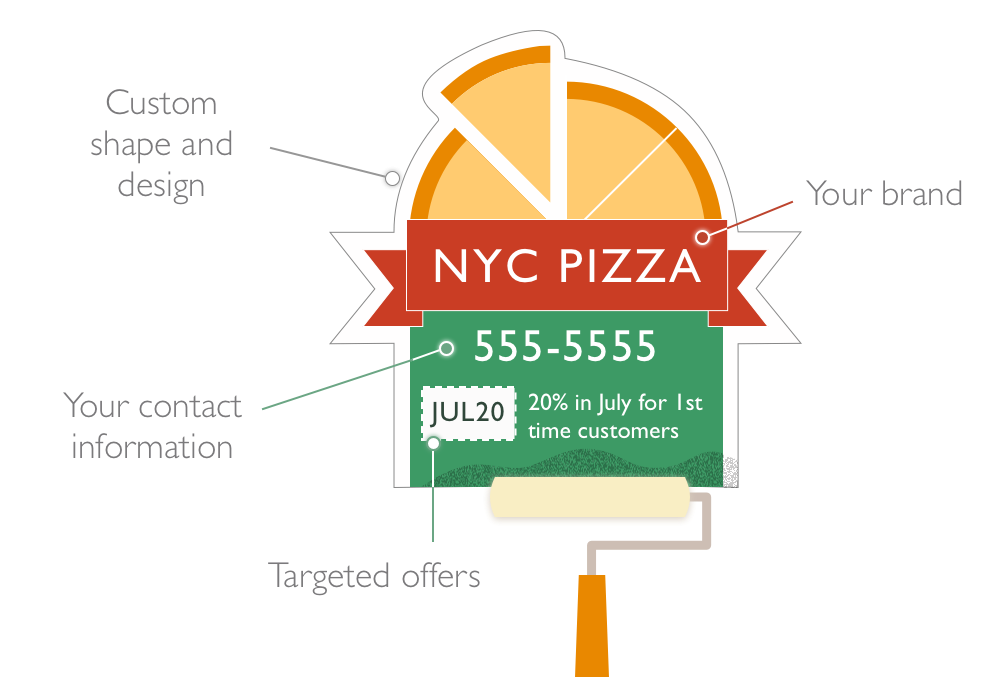 Custom
shape and
design
Your brand
NYC PIZZA
555-5555
Your contact
information
JUL20
20% in July for 1st
time customers
Targeted offers